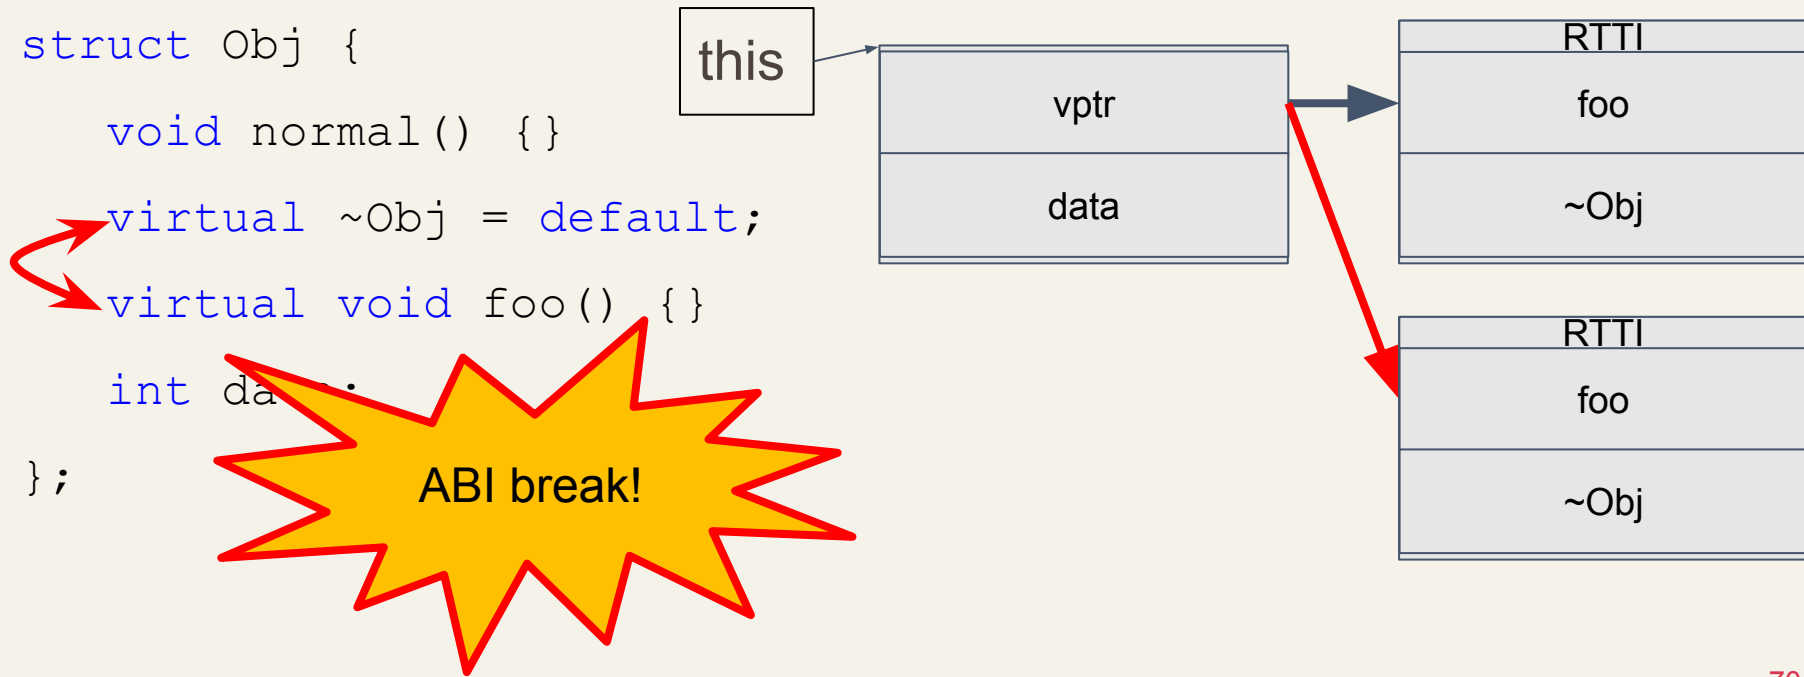 struct Obj {
void normal() {}
virtual ~Obj = default;
virtual void foo() {}
int da
};
ABI break!
this
vptr
data
RTTI
foo
~Obj
RTTI
foo
~Obj